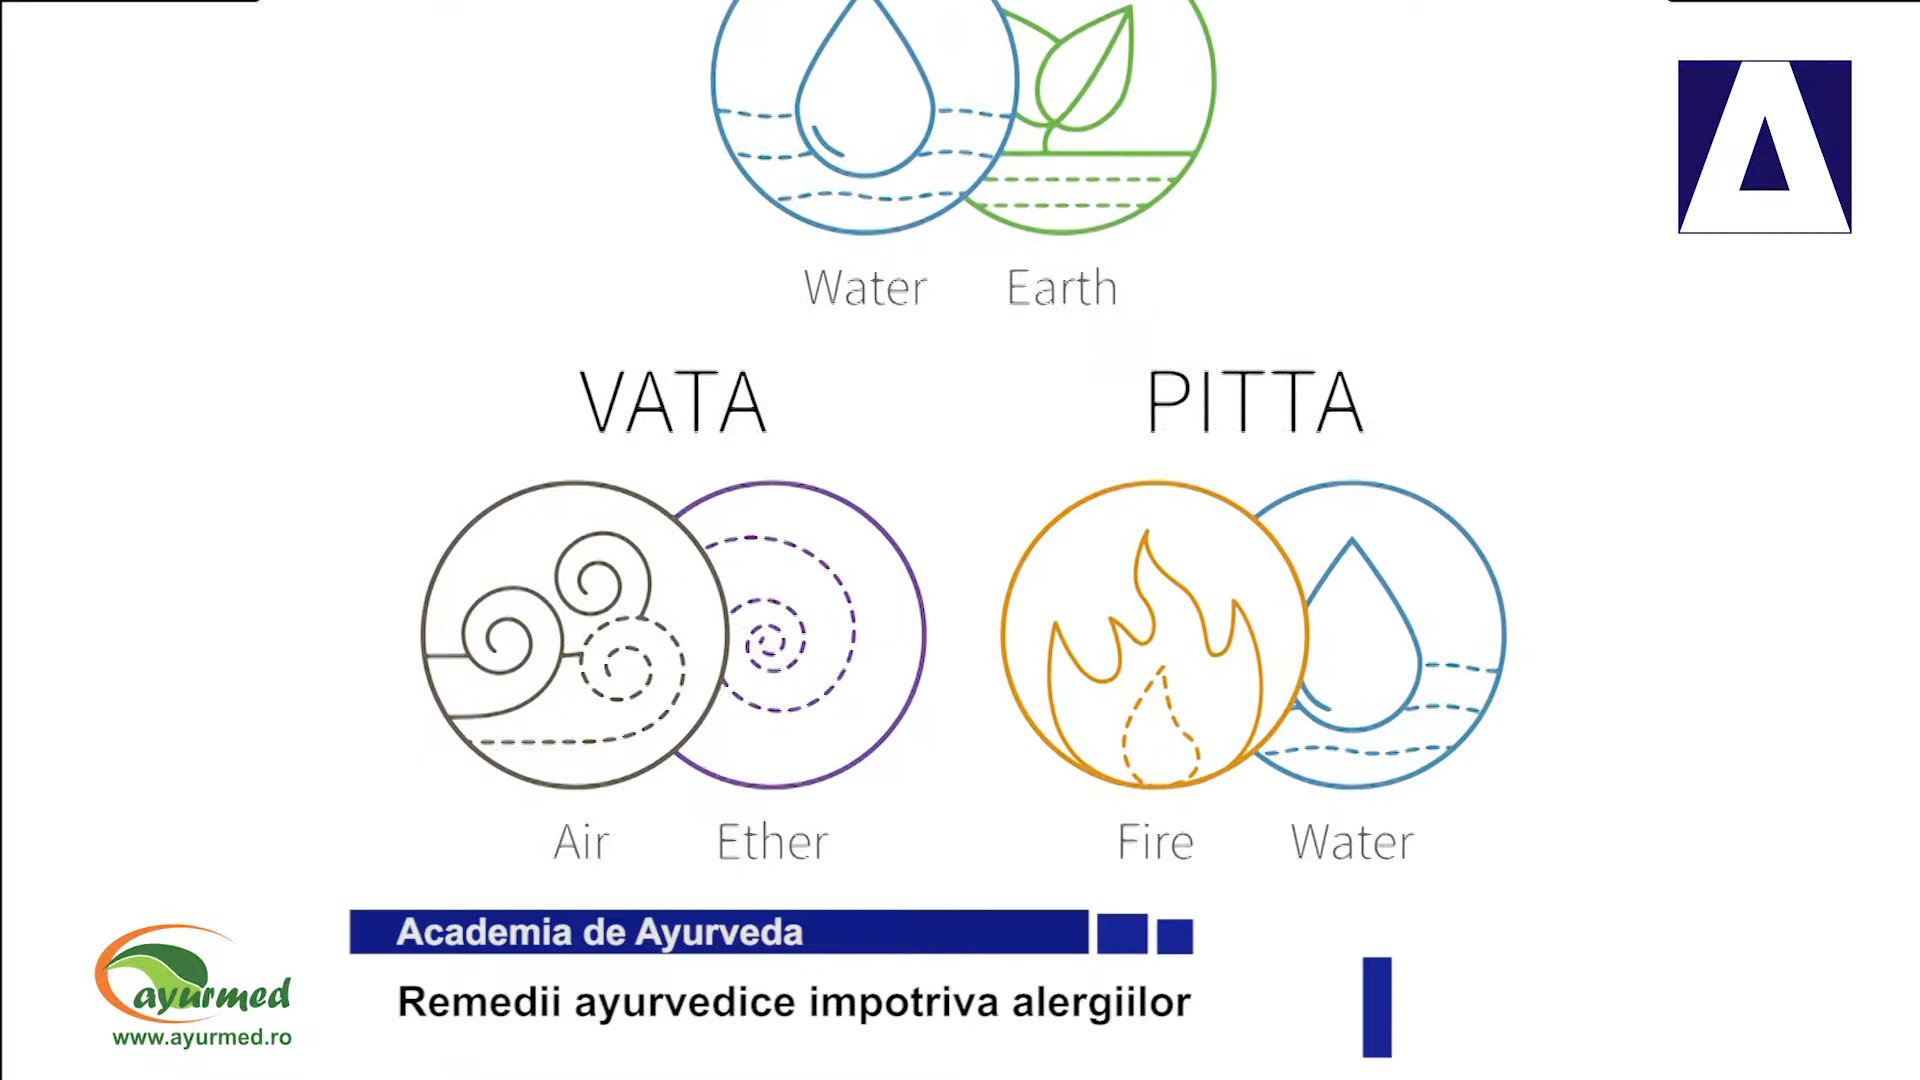 Water Earth
VATA PITTA
Air Ether Fire Water
Academia de Ayurveda
Remedii ayurvedice impotriva alergiilor
ayurmed
www.ayurmed.ro